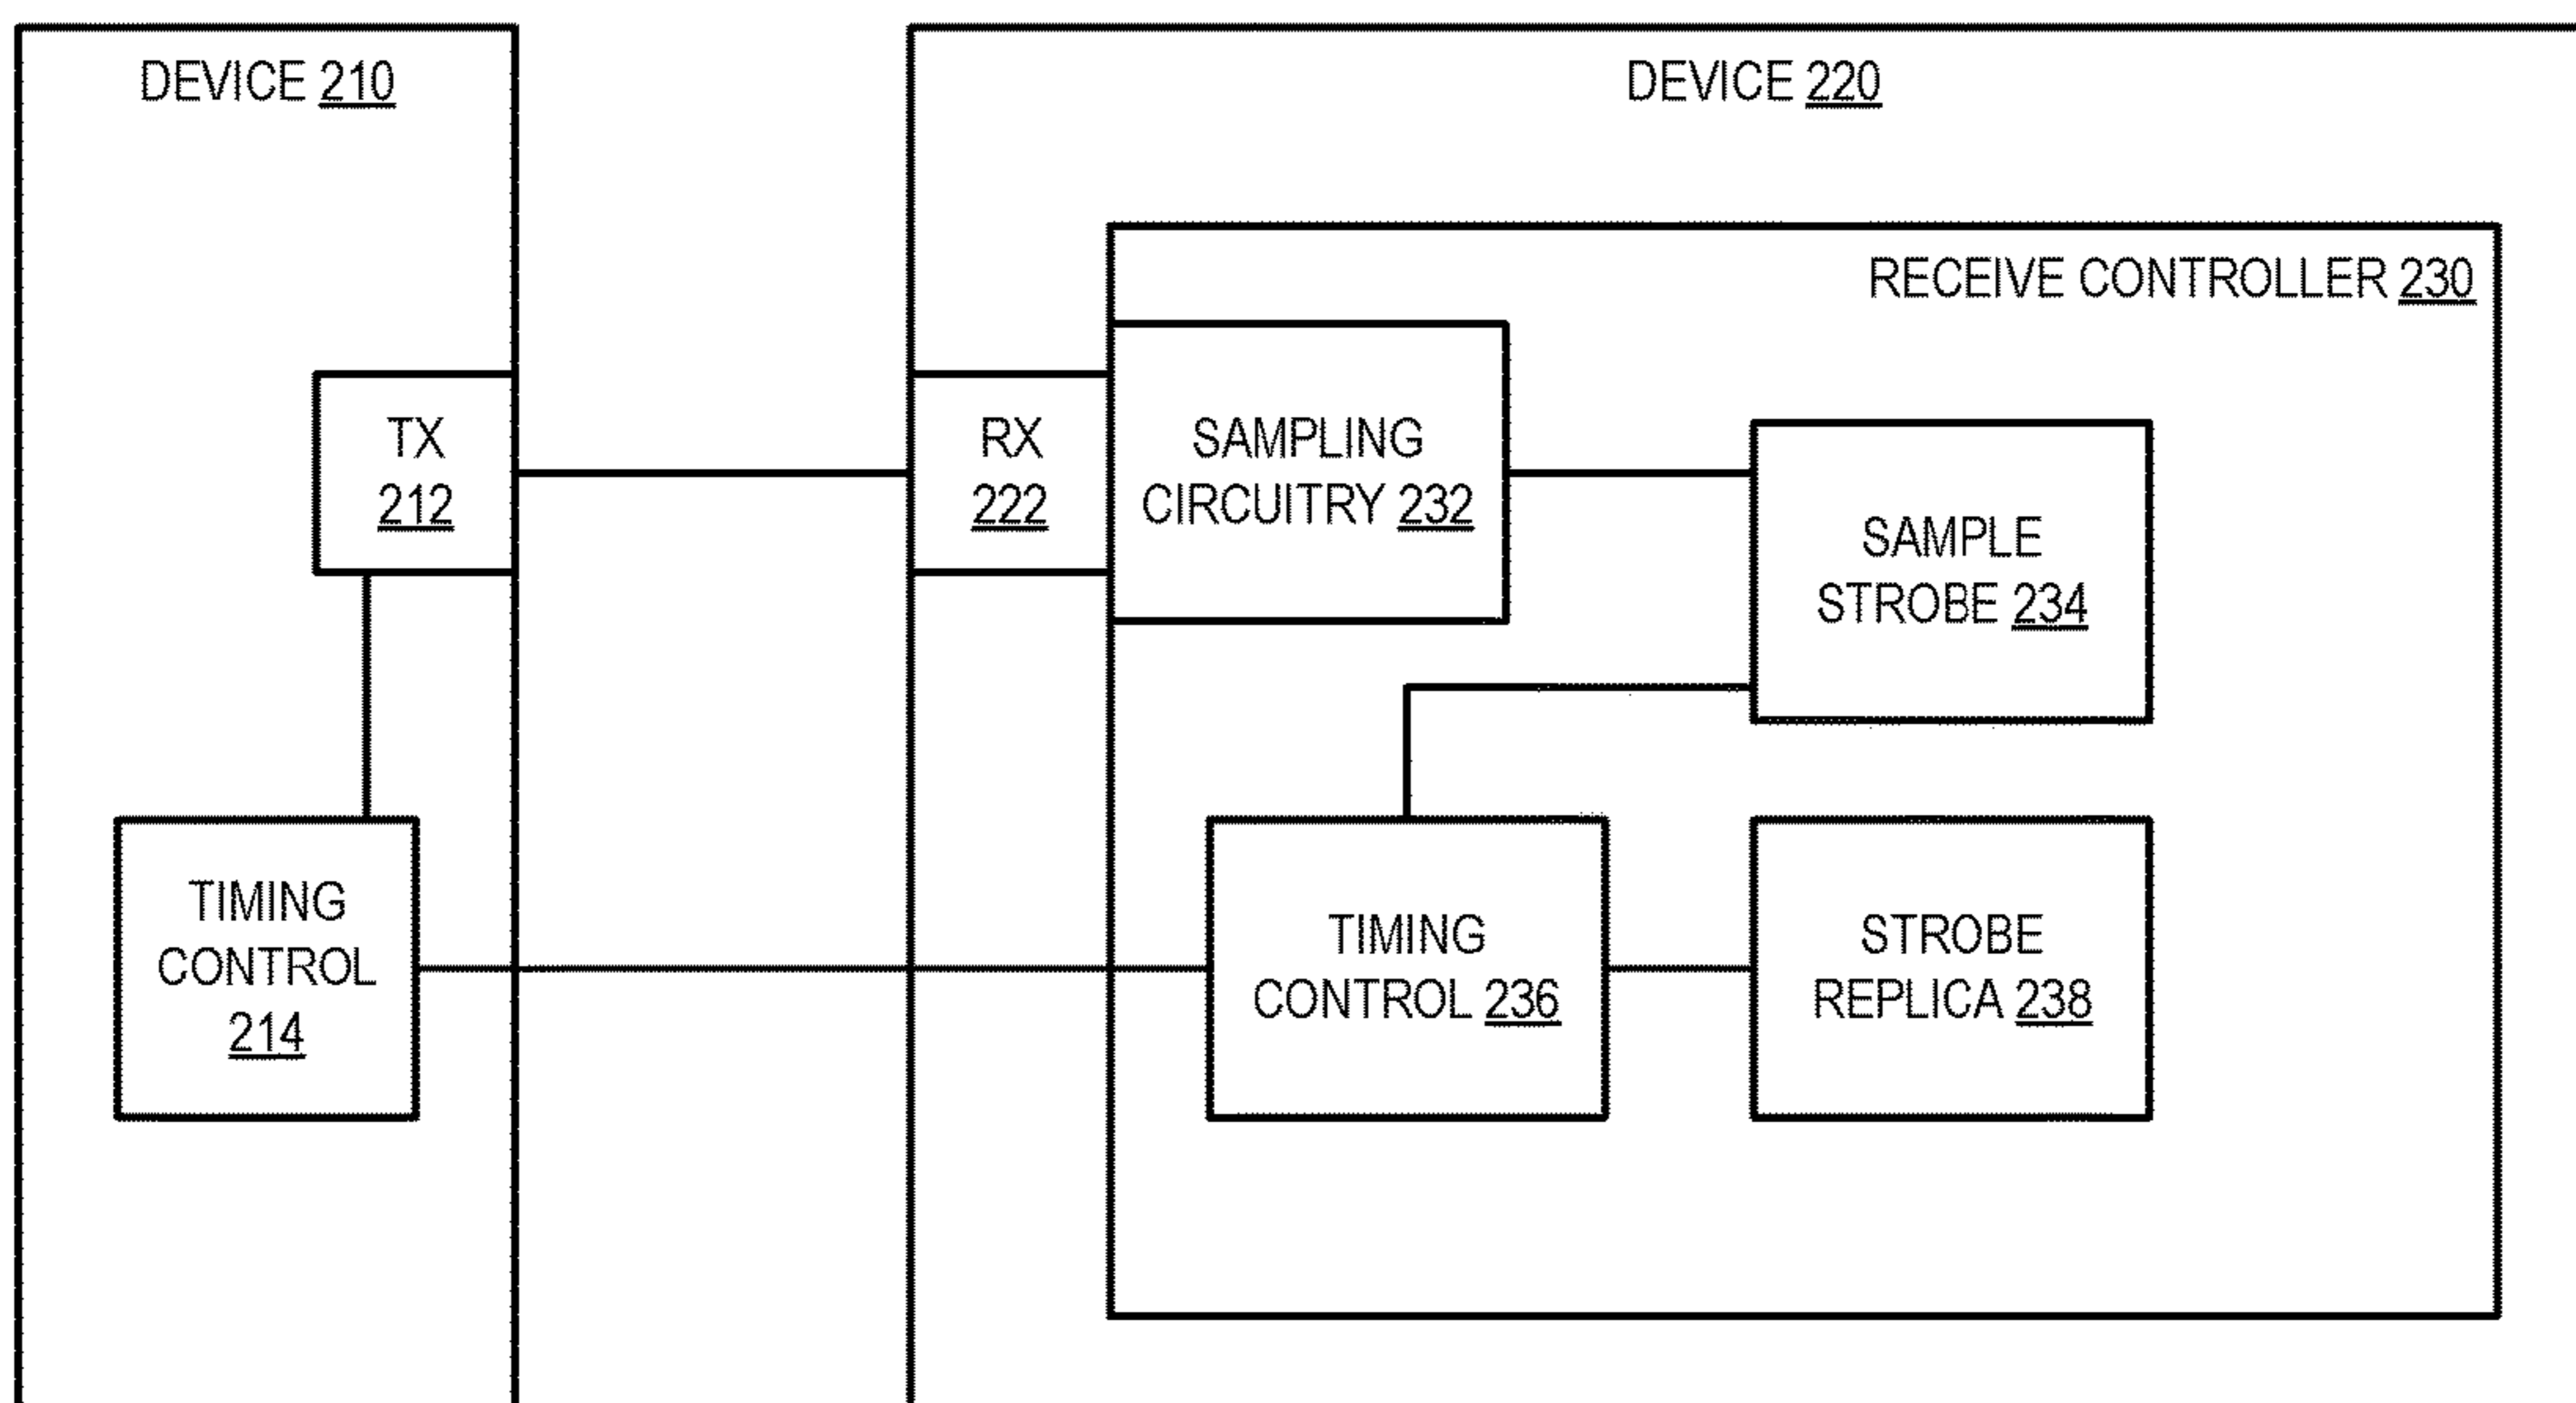 DEVICE 210
DEVICE 220
RECEIVE CONTROLLER 230
TX
212
RX
222
SAMPLING
CIRCUITRY 232
SAMPLE
STROBE 234
TIMING
CONTROL
214
TIMING
CONTROL 236
STROBE
REPLICA 238